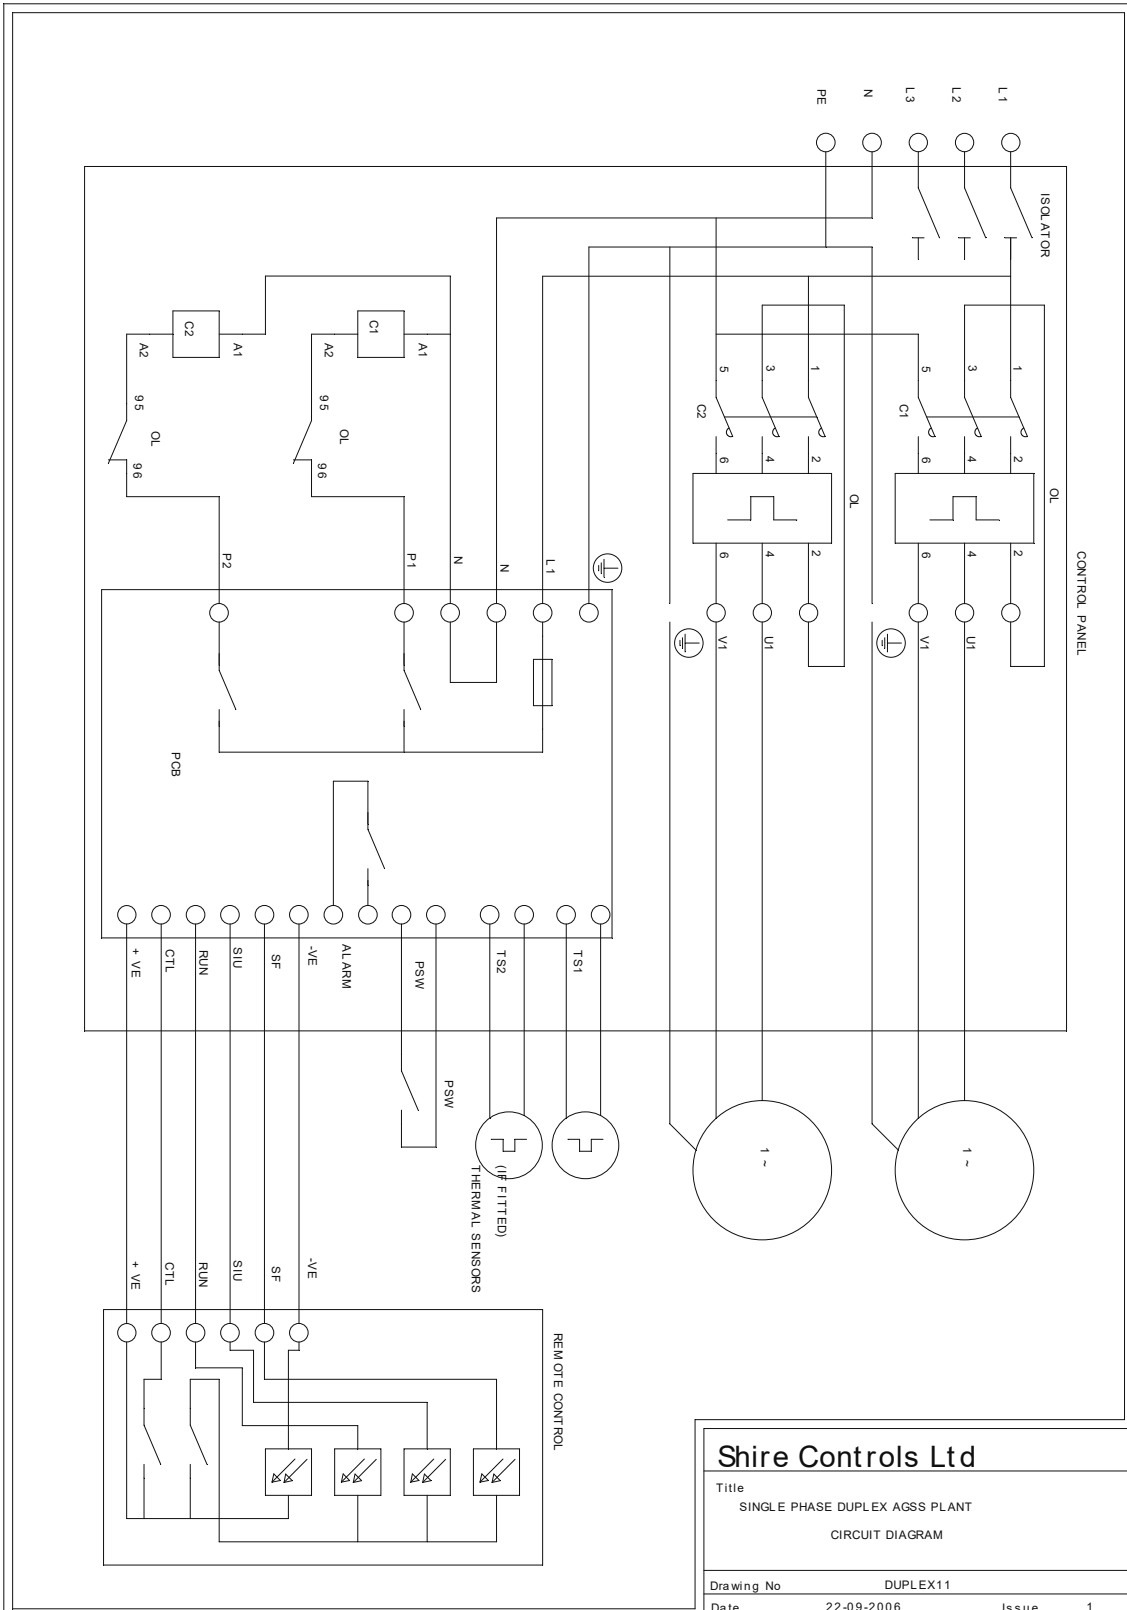 PE
N
L3
L2
L1
ISOLATOR
CONTROL PANEL
C2
A2
A1
C1
A2
A1
95
OL
96
95
OL
96
5
3
1
C2
6
4
2
OL
6
4
2
V1
U1
5
3
1
C1
6
4
2
OL
6
4
2
V1
U1
P2
P1
N
N
L1
PCB
+ VE
CTL
RUN
SIU
SF
-VE
ALARM
PSW
TS2
TS1
PSW
THERMAL SENSORS
(IF FITTED)
1
~
1
~
+ VE
CTL
RUN
SIU
SF
-VE
REMOTE CONTROL
Shire Controls Ltd
Title
SINGLE PHASE DUPLEX AGSS PLANT
CIRCUIT DIAGRAM
Drawing No DUPLEX11
Date 22-09-2006 Issue 1